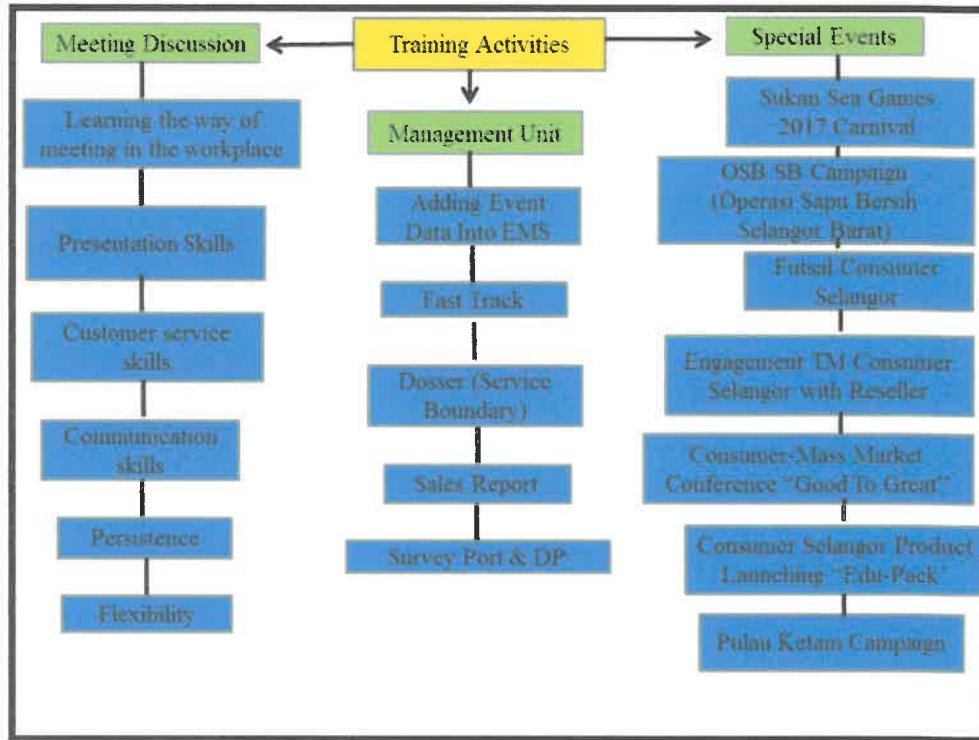 Training Activities
Meeting Discussion
Learning the way of
meeting in the workplace
Presentation Skills
Customer service
skills
Communication
skills
Persistence
Flexibility
Management Unit
Adding Event
Data Into EMS
Fast Track
Dosser (Service
Boundary)
Sales Report
Survey Port & DP
Special Events
Sukan Sea Games
2017 Carnival
OSB SB Campaign
(Operasi Sapu Bersih
Selangor Barat)
Futsal Consumer
Selangor
Engagement TM Consumer
Selangor with Reseller
Consumer-Mass Market
Conference "Good To Great"
Consumer Selangor Product
Launching "Edu-Pack"
Pulau Ketam Campaign